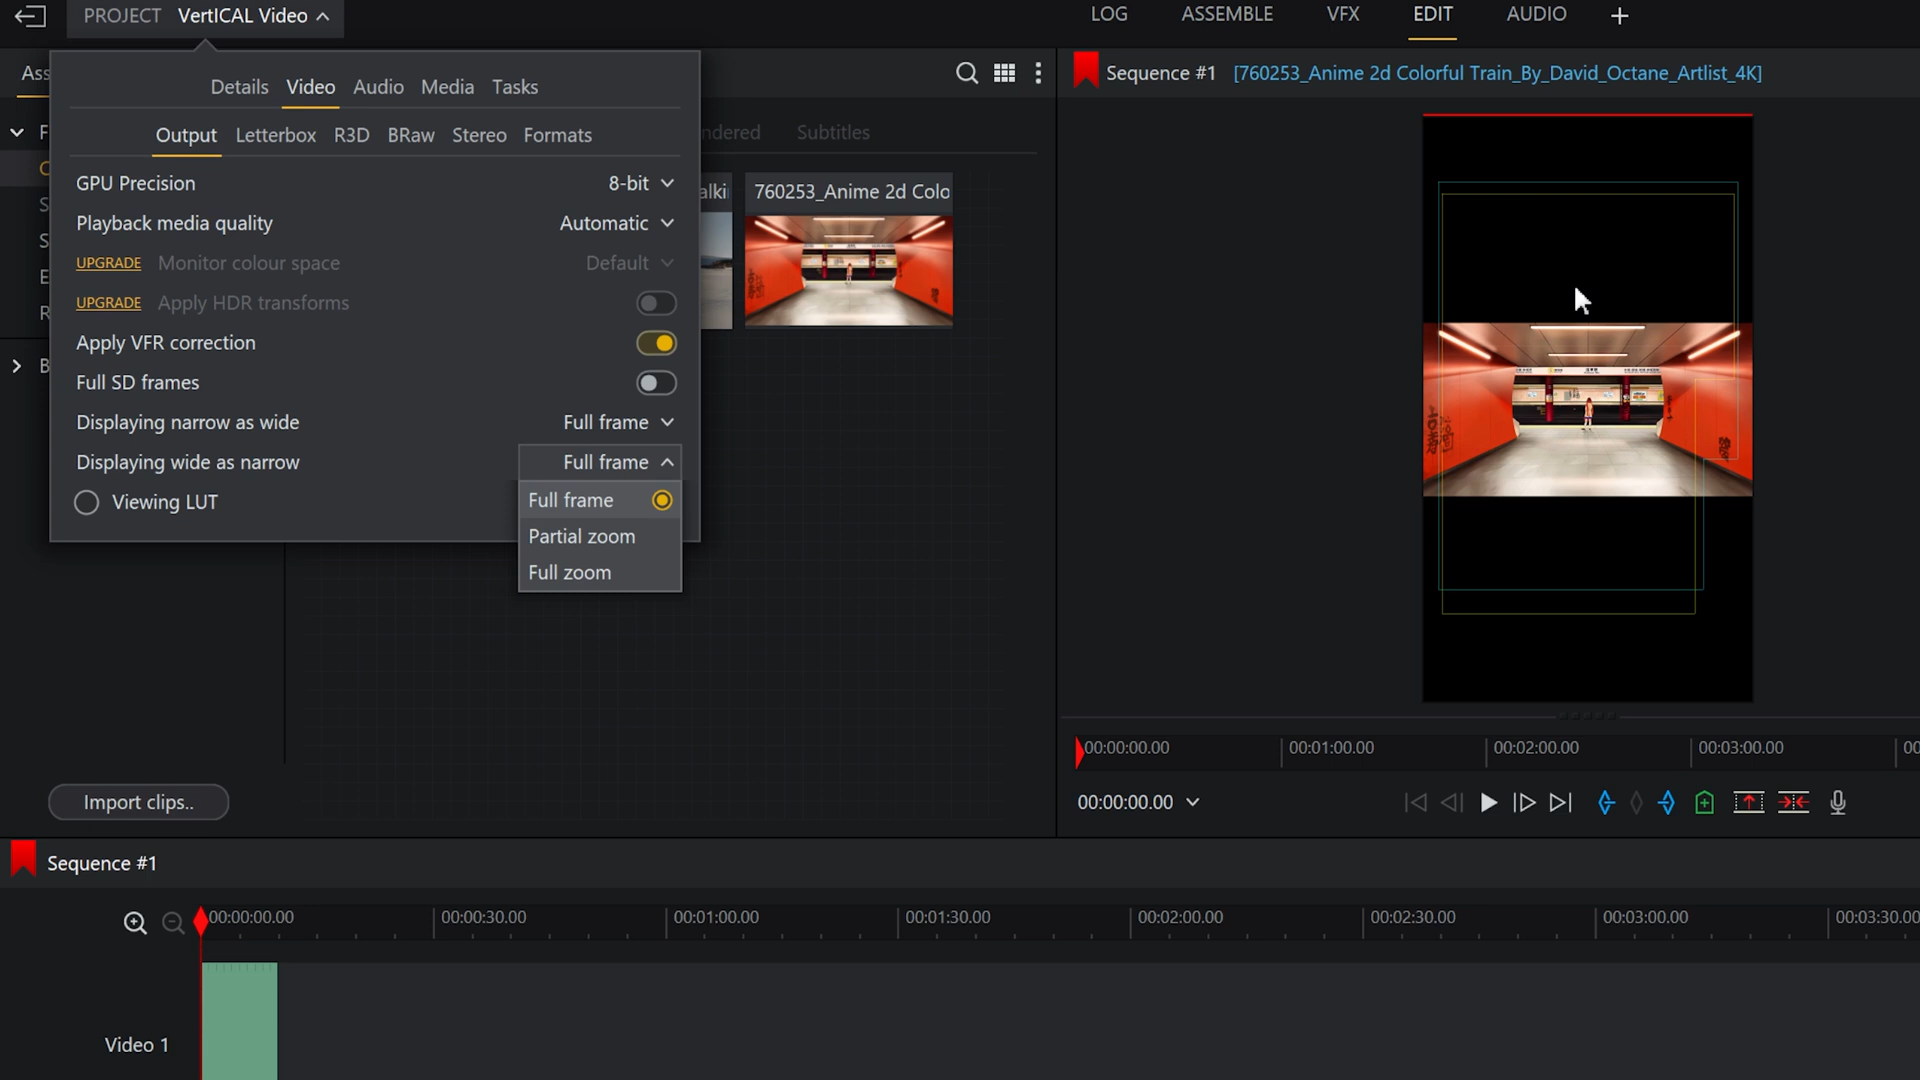 PROJECT VertICAL Video
LOG ASSEMBLE VFX EDIT AUDIO
Ass
Details Video Audio Media Tasks
Sequence #1 [760253_Anime 2d Colorful Train_By_David_Octane_Artlist_4K]
Output Letterbox R3D BRaw Stereo Formats
F
ndered Subtitles
C
GPU Precision 8-bit
alki 760253_Anime 2d Colo
S
Playback media quality Automatic
S
UPGRADE Monitor colour space Default
E
UPGRADE Apply HDR transforms
R
Apply VFR correction
B
Full SD frames
Displaying narrow as wide Full frame
Displaying wide as narrow Full frame
Viewing LUT
Full frame
Partial zoom
Full zoom
00:00:00.00 00:01:00.00 00:02:00.00 00:03:00.00 00
Import clips..
00:00:00.00
Sequence #1
00:00:00.00 00:00:30.00 00:01:00.00 00:01:30.00 00:02:00.00 00:02:30.00 00:03:00.00 00:03:30.00
Video 1